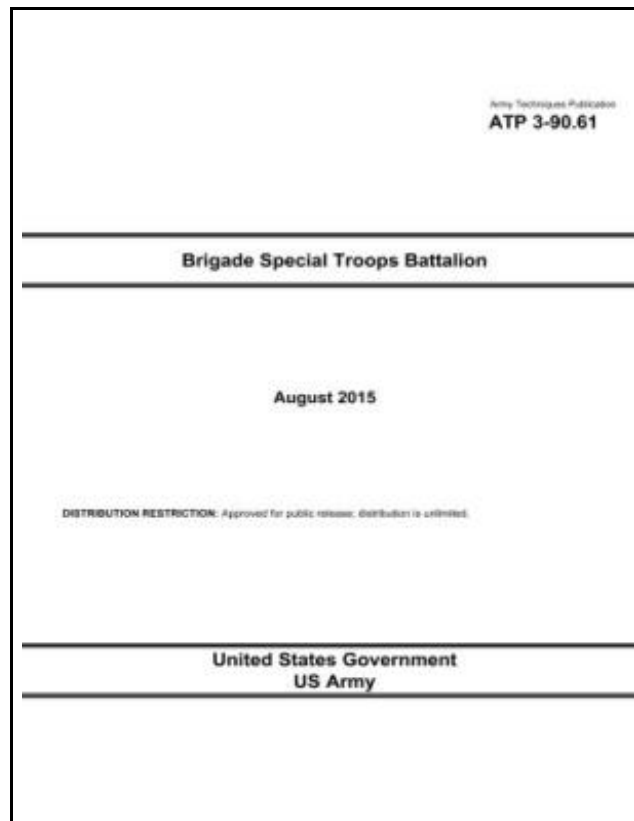 Army Techniques Publication
ATP 3-90.61
Brigade Special Troops Battalion
August 2015
DISTRIBUTION RESTRICTION: Approved for public release; distribution is unlimited.
United States Government
US Army